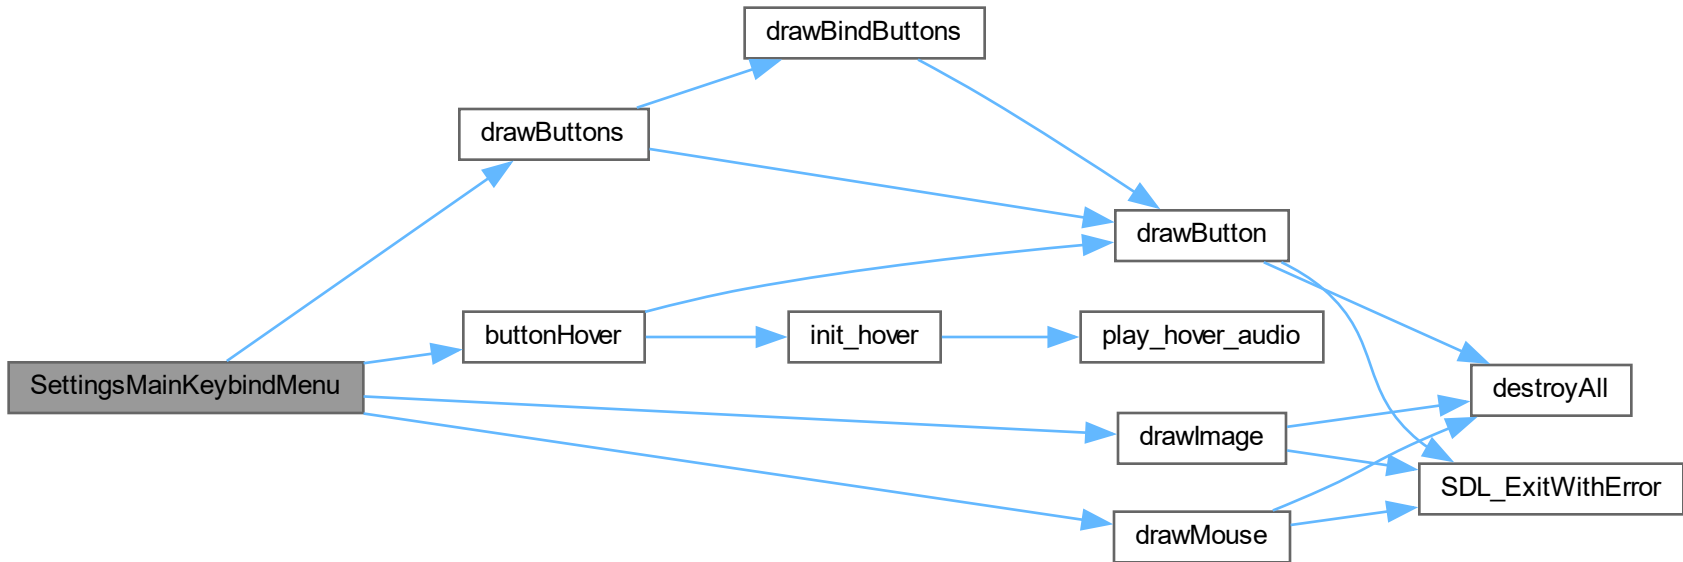 drawBindButtons
drawButtons
drawButton
buttonHover
init_hover
play_hover_audio
SettingsMainKeybindMenu
destroyAll
drawImage
SDL_ExitWithError
drawMouse